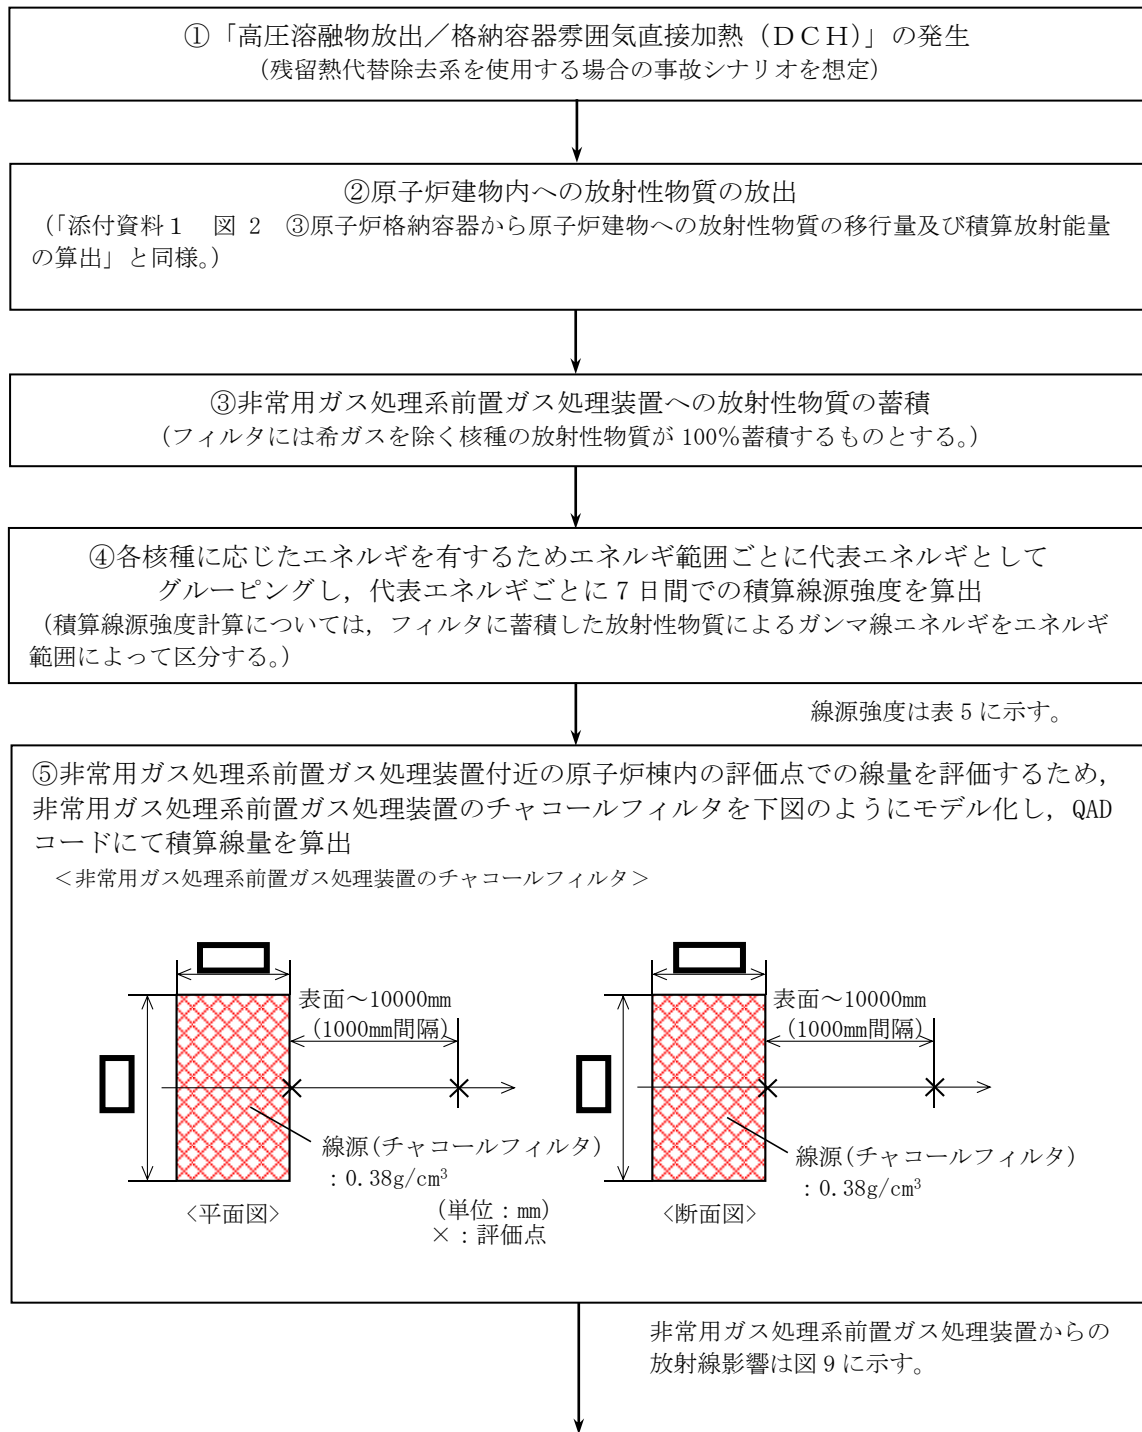 ①「高圧溶融物放出／格納容器雰囲気直接加熱（ＤＣＨ）」の発生
（残留熱代替除去系を使用する場合の事故シナリオを想定）
②原子炉建物内への放射性物質の放出
（「添付資料１　図 2　③原子炉格納容器から原子炉建物への放射性物質の移行量及び積算放射能量
の算出」と同様。）
③非常用ガス処理系前置ガス処理装置への放射性物質の蓄積
（フィルタには希ガスを除く核種の放射性物質が 100％蓄積するものとする。）
④各核種に応じたエネルギを有するためエネルギ範囲ごとに代表エネルギとして
グルーピングし，代表エネルギごとに 7 日間での積算線源強度を算出
（積算線源強度計算については，フィルタに蓄積した放射性物質によるガンマ線エネルギをエネルギ
範囲によって区分する。）
線源強度は表 5 に示す。
⑤非常用ガス処理系前置ガス処理装置付近の原子炉棟内の評価点での線量を評価するため，
非常用ガス処理系前置ガス処理装置のチャコールフィルタを下図のようにモデル化し，QAD
コードにて積算線量を算出
＜非常用ガス処理系前置ガス処理装置のチャコールフィルタ＞
表面～10000mm
（1000mm間隔）
線源(チャコールフィルタ)
：0.38g/cm³
＜平面図＞
（単位：mm）
×：評価点
表面～10000mm
（1000mm間隔）
線源(チャコールフィルタ)
：0.38g/cm³
＜断面図＞
非常用ガス処理系前置ガス処理装置からの
放射線影響は図 9 に示す。